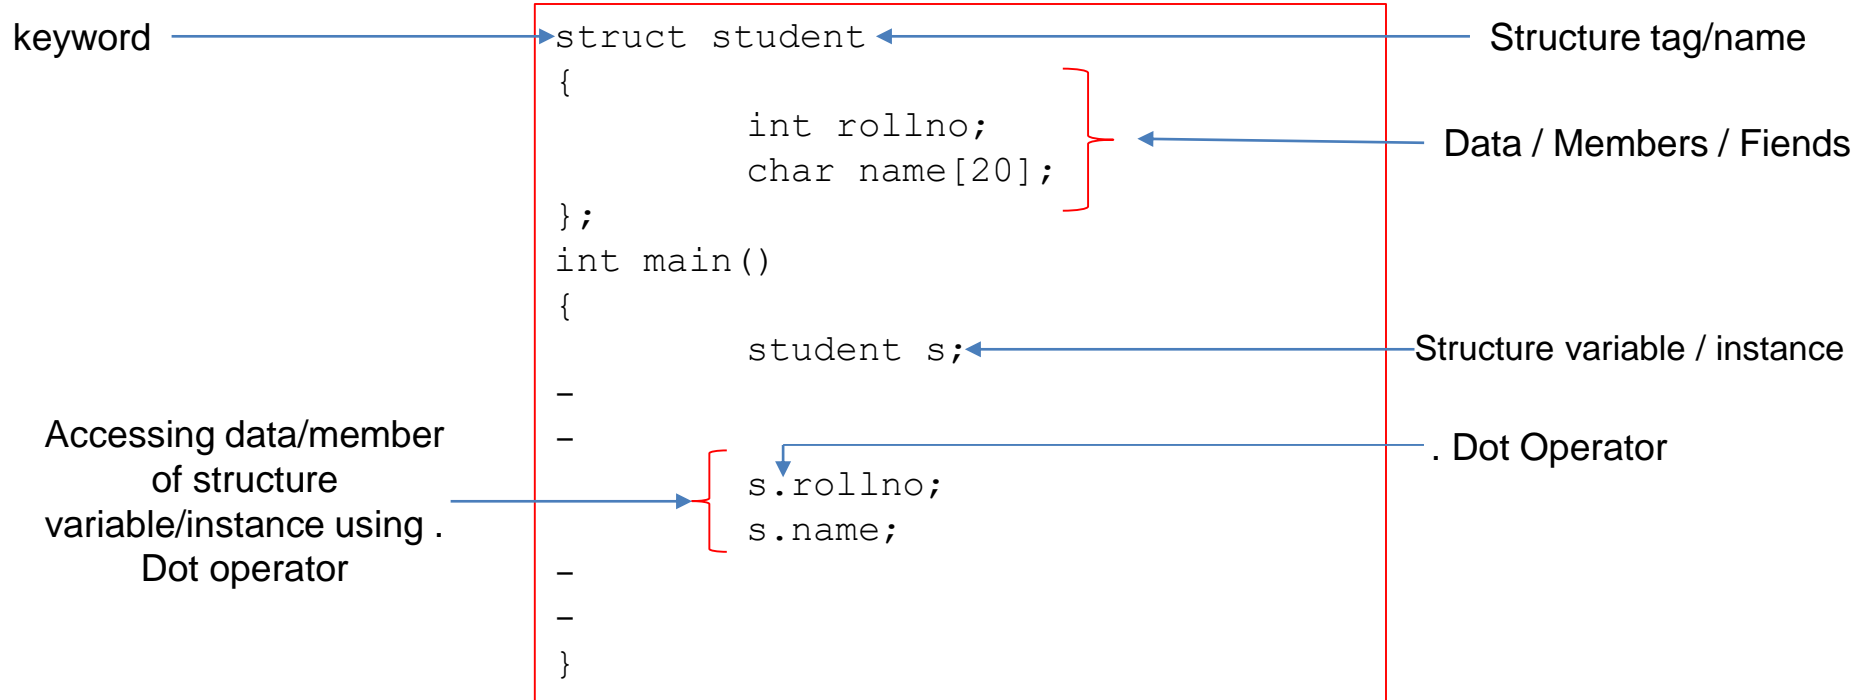 keyword
struct student
Structure tag/name
{
int rollno;
Data / Members / Fiends
char name[20];
};
int main()
{
student s;
Structure variable / instance
–
–
Accessing data/member
of structure
variable/instance using .
Dot operator
. Dot Operator
s.rollno;
s.name;
–
–
}